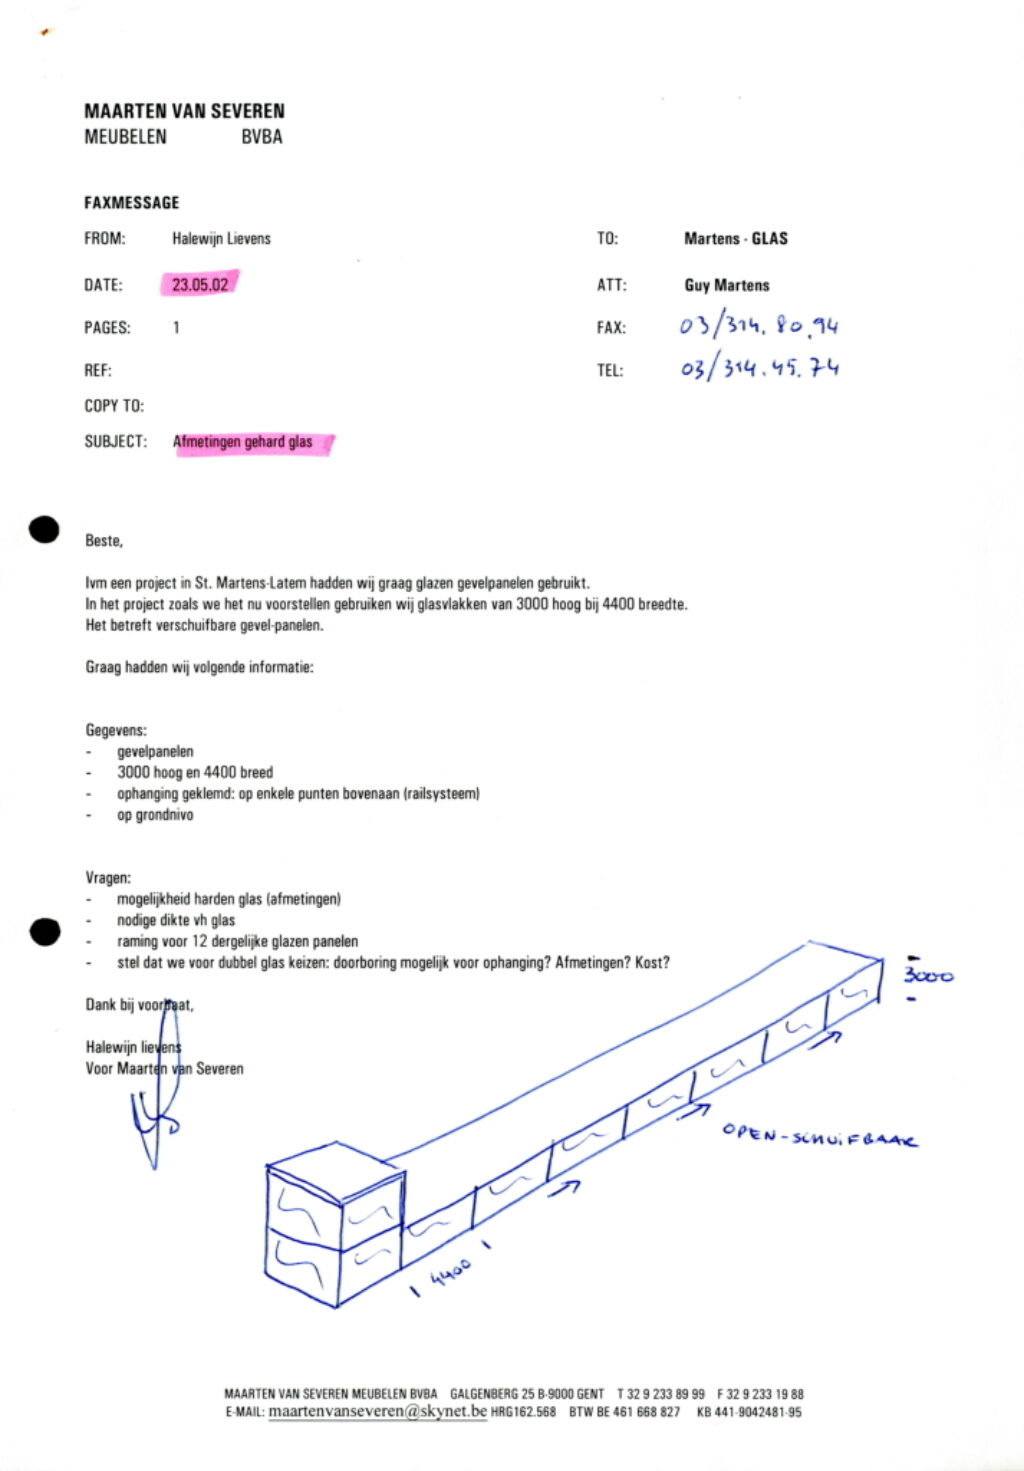 MAARTEN VAN SEVEREN
MEUBELEN BVBA
FAXMESSAGE
FROM: Halewijn Lievens TO: Martens - GLAS
DATE: 23.05.02 ATT: Guy Martens
PAGES: 1 FAX: 03/314.80.94
REF: TEL: 03/314.45.74
COPY TO:
SUBJECT: Afmetingen gehard glas
Beste,
Ivm een project in St. Martens-Latem hadden wij graag glazen gevelpanelen gebruikt.
In het project zoals we het nu voorstellen gebruiken wij glasvlakken van 3000 hoog bij 4400 breedte.
Het betreft verschuifbare gevel-panelen.
Graag hadden wij volgende informatie:
Gegevens:
- gevelpanelen
- 3000 hoog en 4400 breed
- ophanging geklemd: op enkele punten bovenaan (railsysteem)
- op grondnivo
Vragen:
- mogelijkheid harden glas (afmetingen)
- nodige dikte vh glas
- raming voor 12 dergelijke glazen panelen
- stel dat we voor dubbel glas keizen: doorboring mogelijk voor ophanging? Afmetingen? Kost?
3000
Dank bij voorbaat,
Halewijn lievens
Voor Maarten van Severen
OPEN-SCHUIFBAAR
4400
MAARTEN VAN SEVEREN MEUBELEN BVBA GALGENBERG 25 B-9000 GENT T 32 9 233 89 99 F 32 9 233 19 88
E-MAIL: maartenvanseveren@skynet.be HRG162.568 BTW BE 461 668 827 KB 441-9042481-95